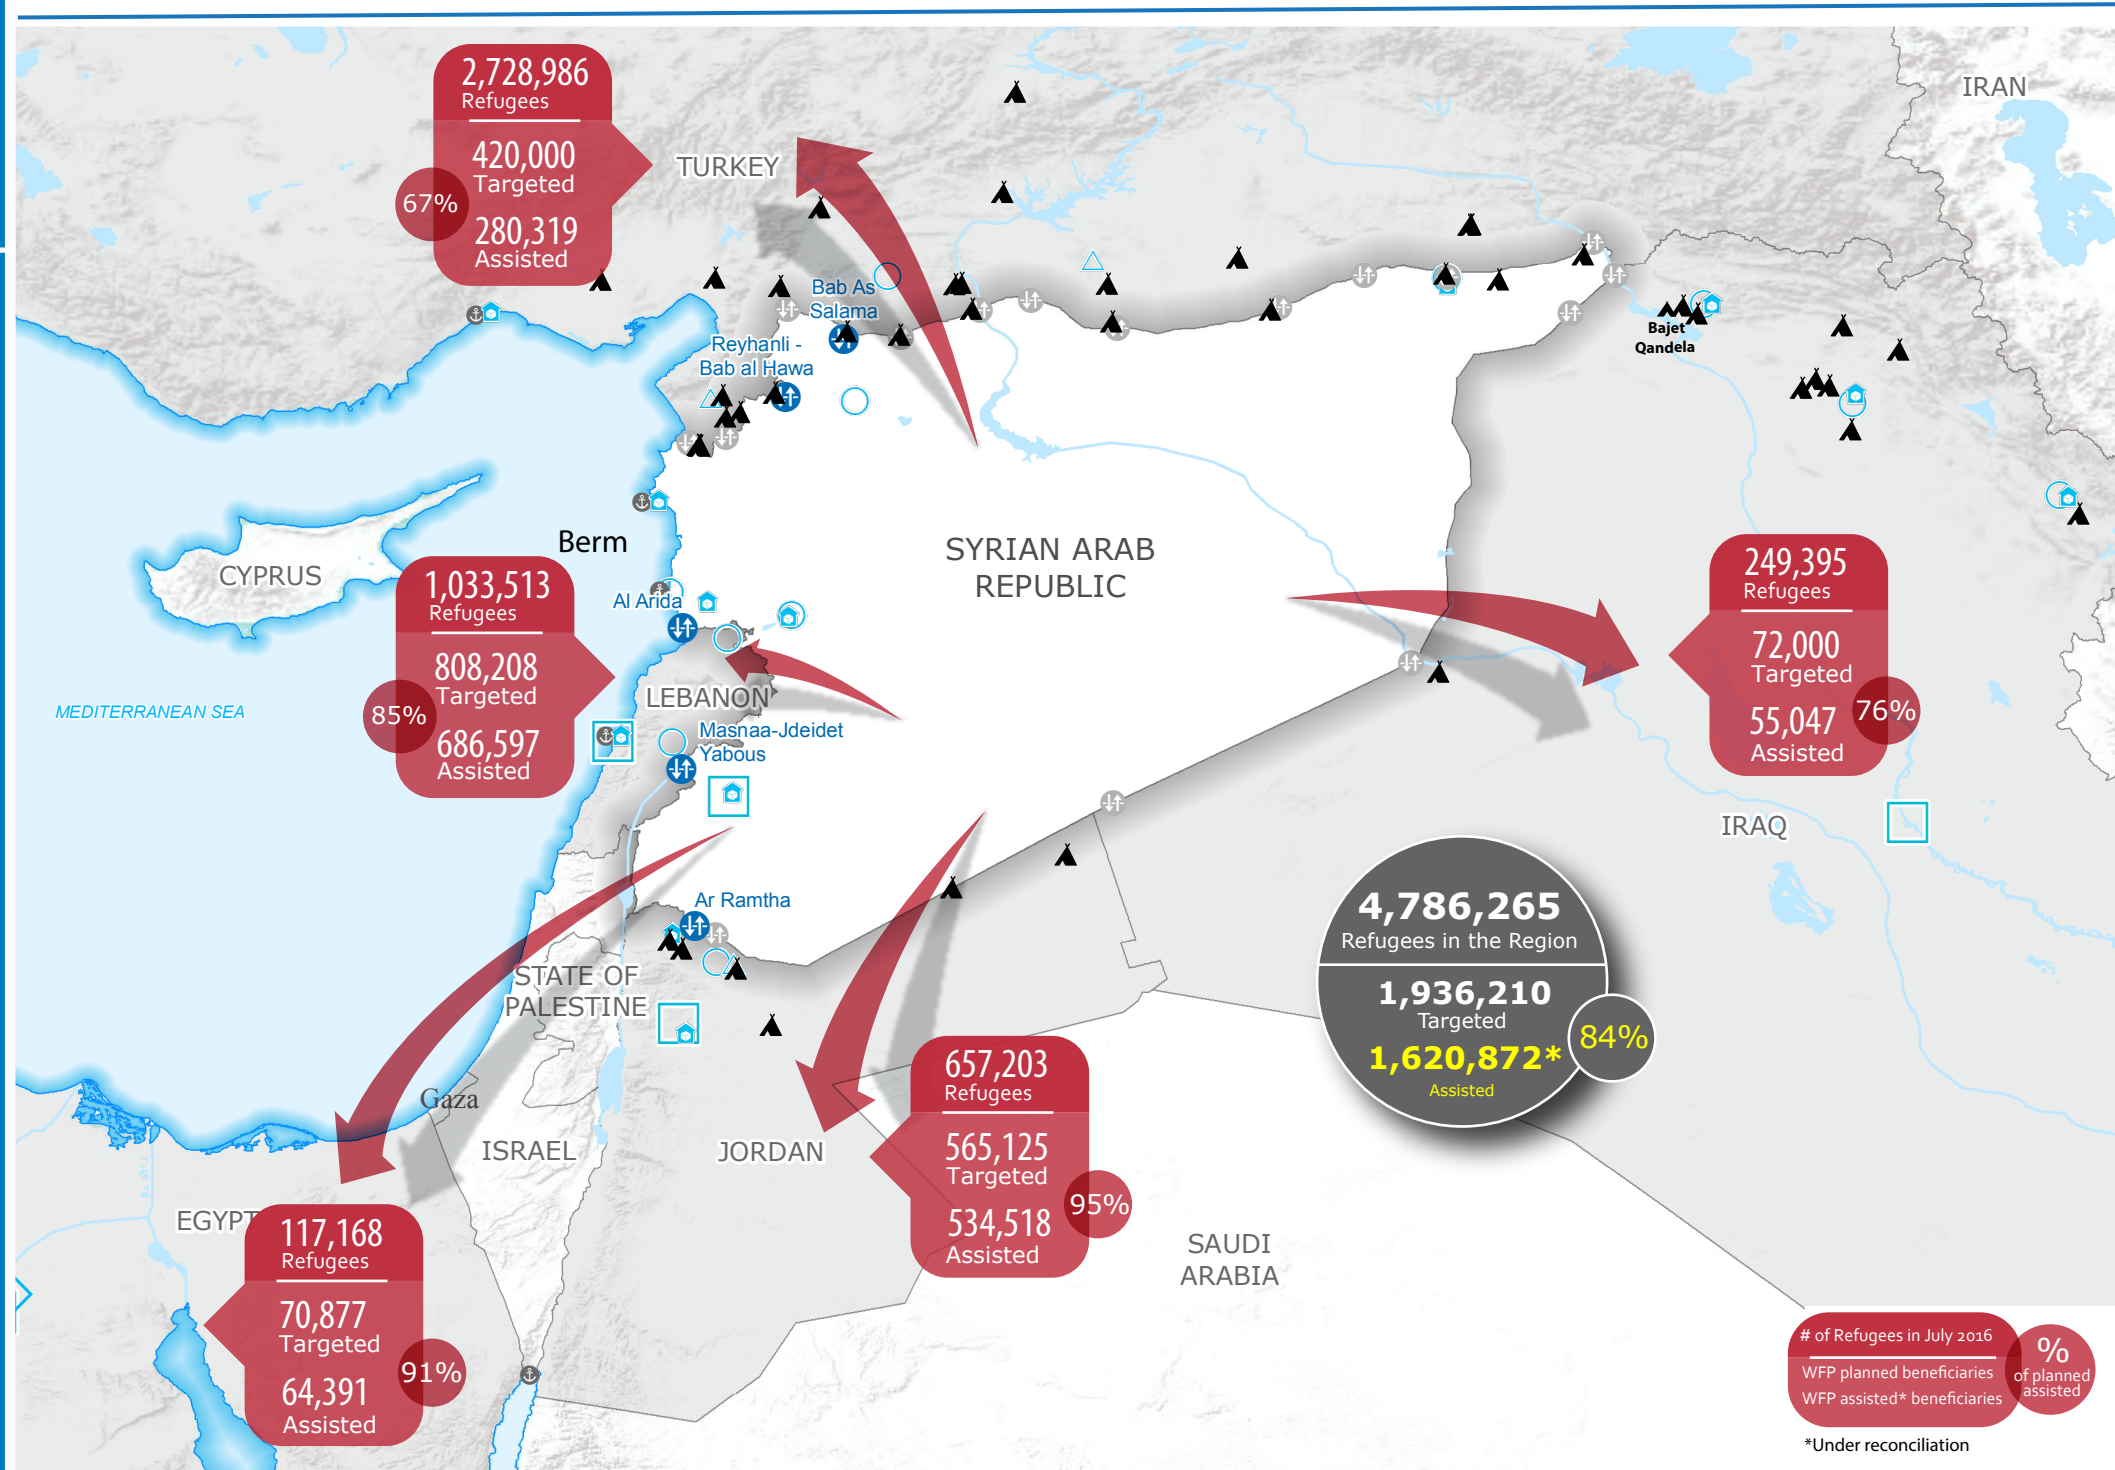 2,728,986
Refugees
420,000
Targeted
67%
280,319
Assisted
TURKEY
IRAN
Bab As
Salama
Reyhanli -
Bab al Hawa
Bajet
Qandela
Berm
CYPRUS
SYRIAN ARAB
REPUBLIC
1,033,513
Refugees
808,208
Targeted
85%
686,597
Assisted
Al Arida
LEBANON
MEDITERRANEAN SEA
Masnaa-Jdeidet
Yabous
249,395
Refugees
72,000
Targeted
55,047
76%
Assisted
IRAQ
Ar Ramtha
STATE OF
PALESTINE
4,786,265
Refugees in the Region
1,936,210
Targeted
84%
1,620,872*
Assisted
Gaza
ISRAEL
JORDAN
657,203
Refugees
565,125
Targeted
95%
534,518
Assisted
EGYPT
117,168
Refugees
70,877
Targeted
91%
64,391
Assisted
SAUDI
ARABIA
# of Refugees in July 2016
WFP planned beneficiaries
WFP assisted* beneficiaries
%
of planned
assisted
*Under reconciliation